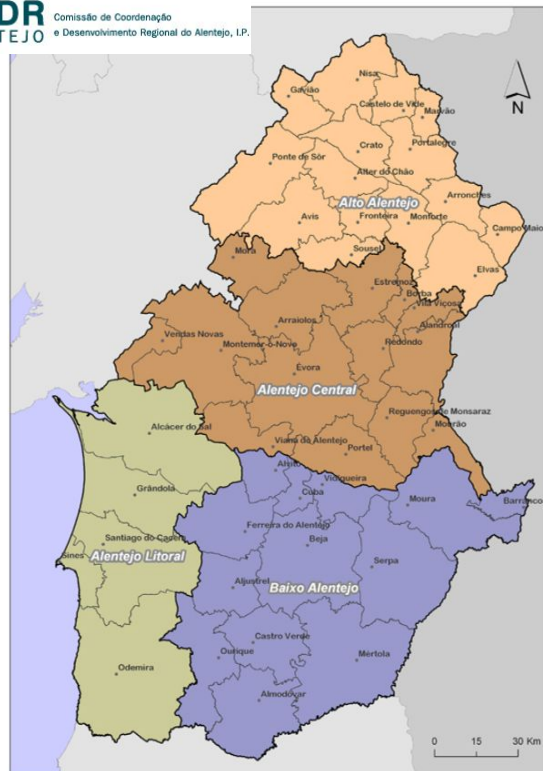 DR
TEJO
Comissão de Coordenação
e Desenvolvimento Regional do Alentejo, I.P.
N
Nisa
Gavião
Castelo de Vide
Marvão
Crato
Portalegre
Ponte de Sôr
Alter do Chão
Arronches
Alto Alentejo
Avis
Fronteira
Monforte
Campo Maio
Sousel
Mora
Elvas
Estremoz
Borba
Vila Viçosa
Arraiolos
Alandroal
Vendas Novas
Montemor-o-Novo
Redondo
Évora
Alentejo Central
Reguengos de Monsaraz
Mourão
Alcácer do Sal
Viana do Alentejo
Portel
Alvito
Vidigueira
Cuba
Moura
Barranco
Grândola
Ferreira do Alentejo
Beja
Santiago do Cacém
Sines
Alentejo Litoral
Serpa
Aljustrel
Baixo Alentejo
Castro Verde
Ourique
Mértola
Odemira
Almodôvar
0 15 30 Km